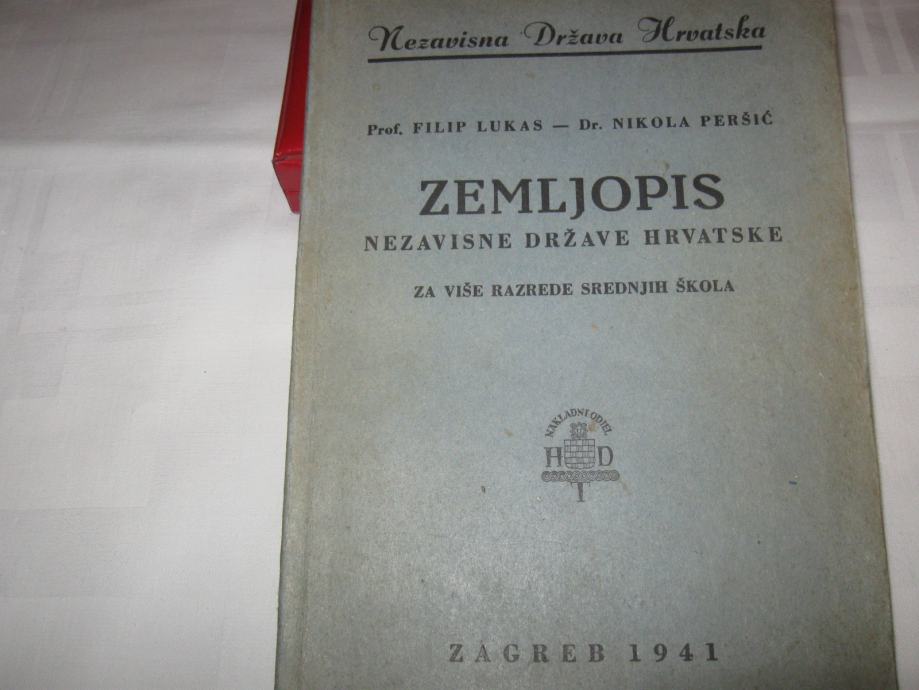 Nezavisna Država Hrvatska
Prof. FILIP LUKAS — Dr. NIKOLA PERŠIĆ
ZEMLJOPIS
NEZAVISNE DRŽAVE HRVATSKE
ZA VIŠE RAZREDE SREDNJIH ŠKOLA
NAKLADNI ODJEL
H D
T
ZAGREB 1941